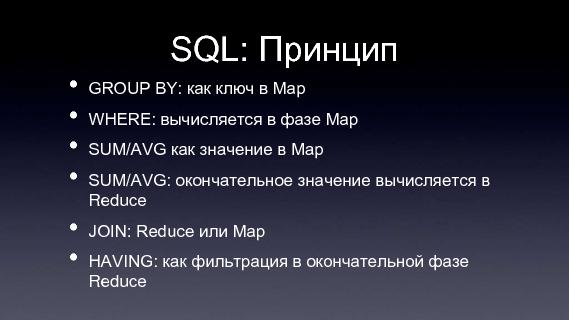 SQL: Принцип
• GROUP BY: как ключ в Map
• WHERE: вычисляется в фазе Map
• SUM/AVG как значение в Map
• SUM/AVG: окончательное значение вычисляется в
Reduce
• JOIN: Reduce или Map
• HAVING: как фильтрация в окончательной фазе
Reduce